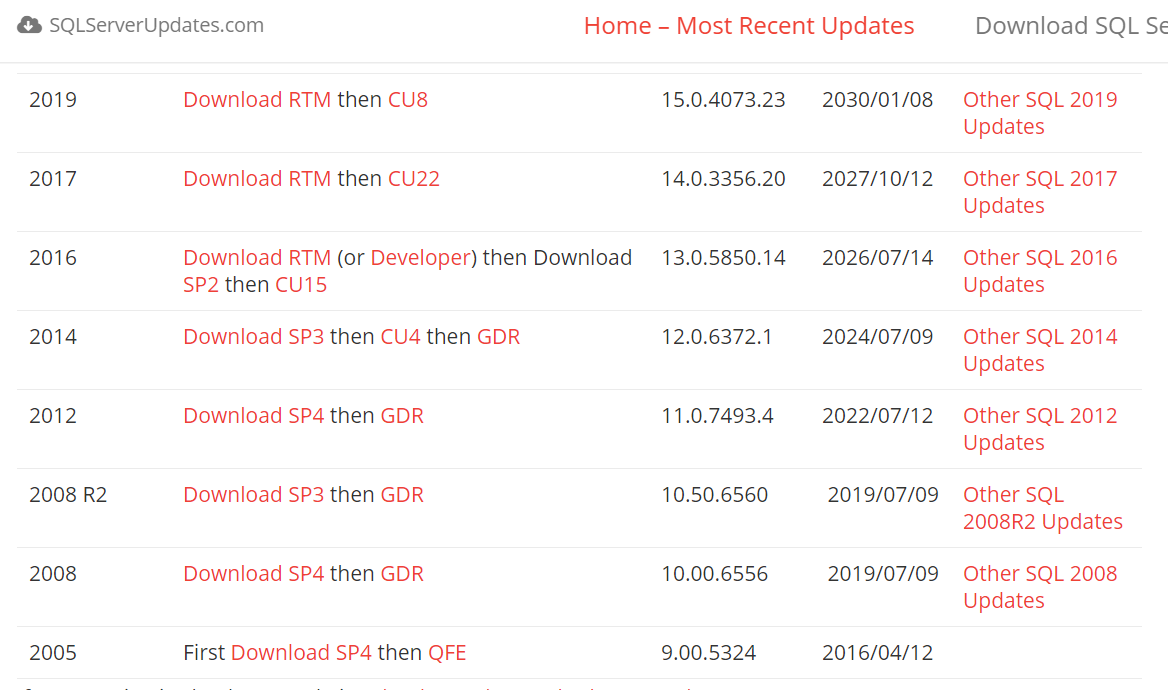 SQLServerUpdates.com Home – Most Recent Updates Download SQL Se
2019 Download RTM then CU8 15.0.4073.23 2030/01/08 Other SQL 2019
Updates
2017 Download RTM then CU22 14.0.3356.20 2027/10/12 Other SQL 2017
Updates
2016 Download RTM (or Developer) then Download 13.0.5850.14 2026/07/14 Other SQL 2016
SP2 then CU15 Updates
2014 Download SP3 then CU4 then GDR 12.0.6372.1 2024/07/09 Other SQL 2014
Updates
2012 Download SP4 then GDR 11.0.7493.4 2022/07/12 Other SQL 2012
Updates
2008 R2 Download SP3 then GDR 10.50.6560 2019/07/09 Other SQL
2008R2 Updates
2008 Download SP4 then GDR 10.00.6556 2019/07/09 Other SQL 2008
Updates
2005 First Download SP4 then QFE 9.00.5324 2016/04/12